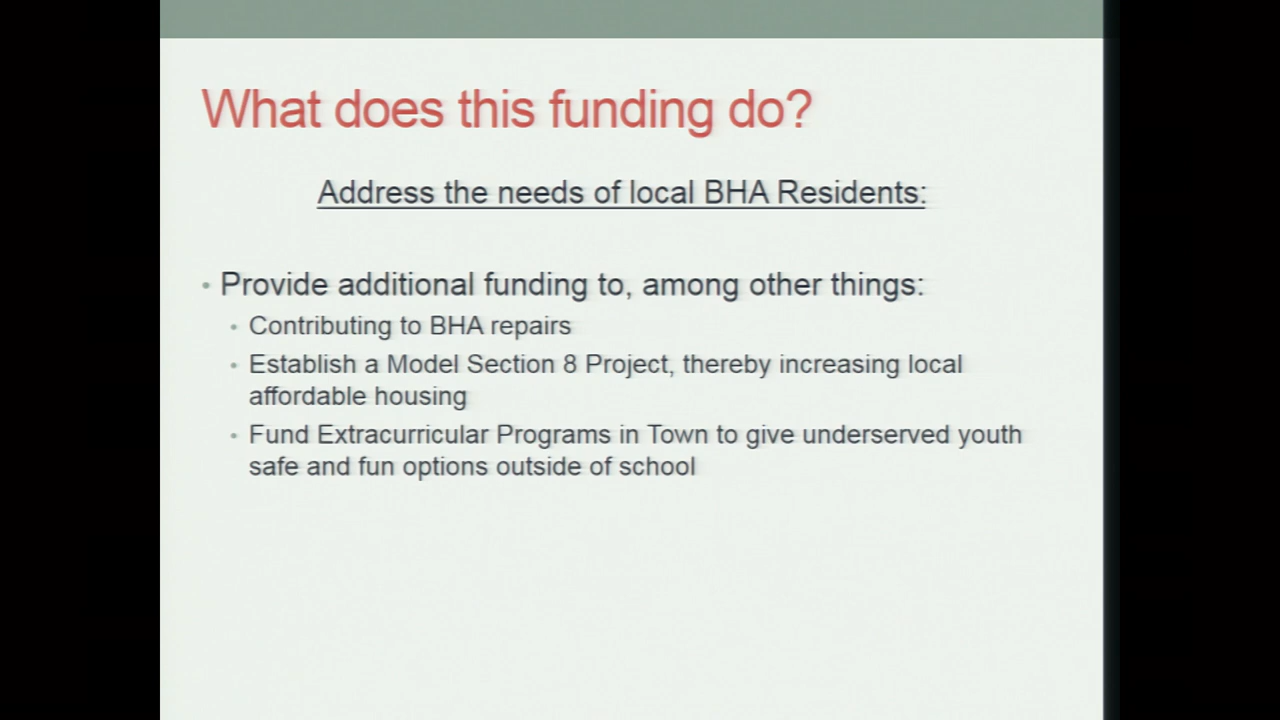 What does this funding do?
Address the needs of local BHA Residents:
• Provide additional funding to, among other things:
• Contributing to BHA repairs
• Establish a Model Section 8 Project, thereby increasing local
affordable housing
• Fund Extracurricular Programs in Town to give underserved youth
safe and fun options outside of school